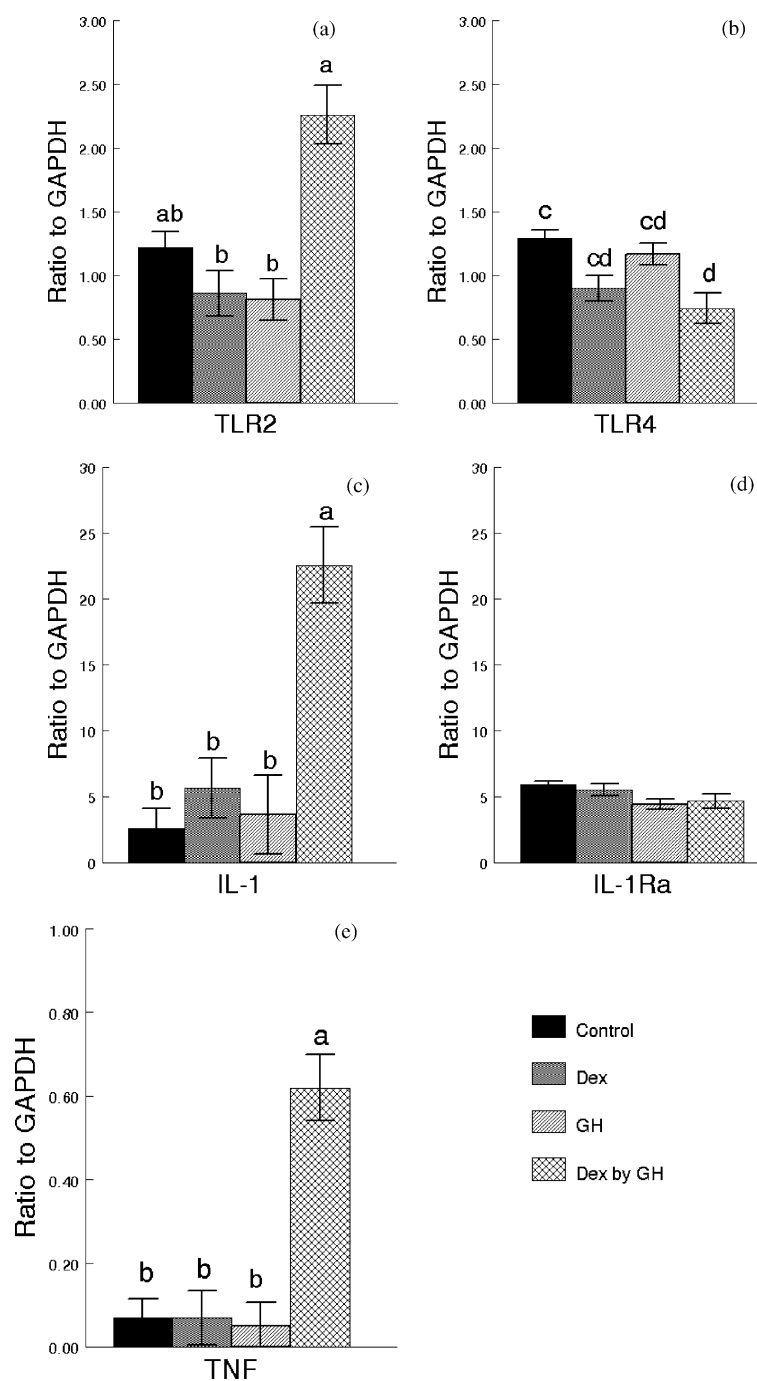 (a)
3.00
2.50
2.00
1.50
1.00
0.50
0.00
Ratio to GAPDH
ab
b
b
a
TLR2
(b)
3.00
2.50
2.00
1.50
1.00
0.50
0.00
Ratio to GAPDH
c
cd
cd
d
TLR4
(c)
30
25
20
15
10
5
0
Ratio to GAPDH
b
b
b
a
IL-1
(d)
30
25
20
15
10
5
0
Ratio to GAPDH
IL-1Ra
(e)
1.00
0.80
0.60
0.40
0.20
0.00
Ratio to GAPDH
b
b
b
a
TNF
Control
Dex
GH
Dex by GH